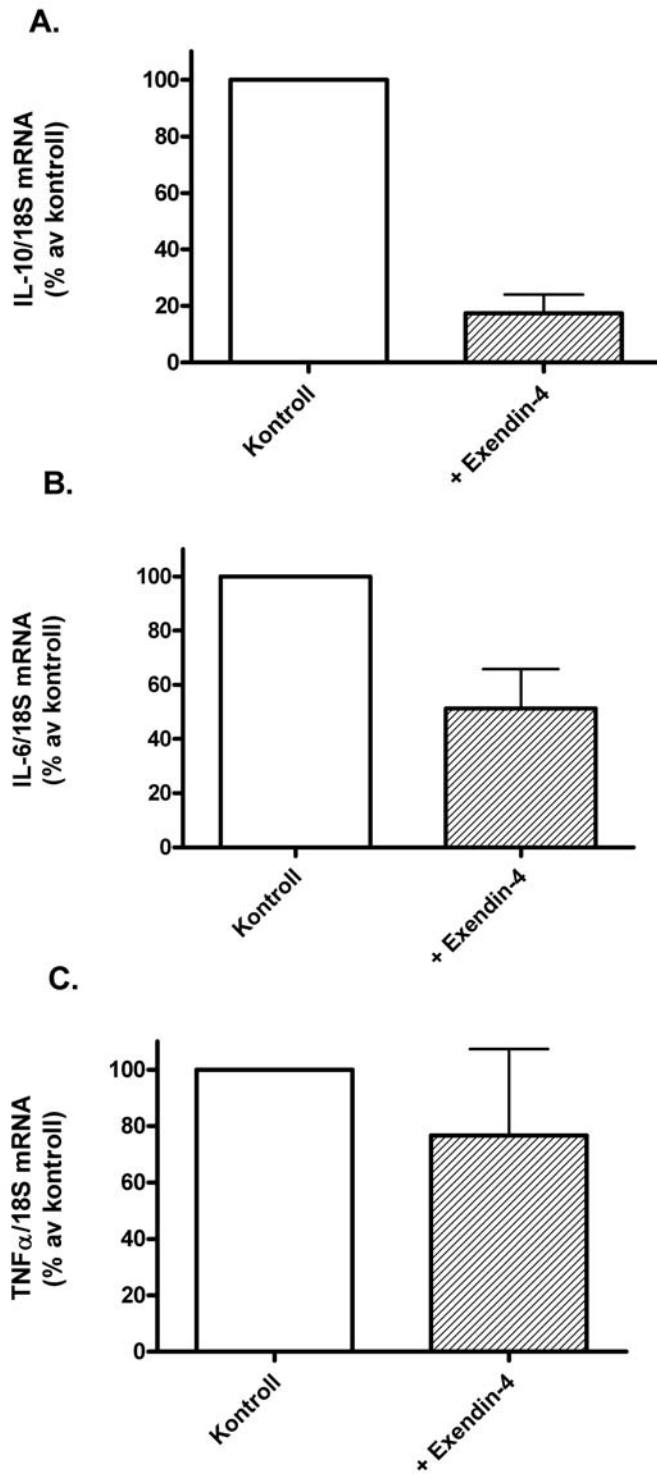 A.
IL-10/18S mRNA
(% av kontroll)
100
80
60
40
20
0
Kontroll
+ Exendin-4
B.
IL-6/18S mRNA
(% av kontroll)
100
80
60
40
20
0
Kontroll
+ Exendin-4
C.
TNFα/18S mRNA
(% av kontroll)
100
80
60
40
20
0
Kontroll
+ Exendin-4